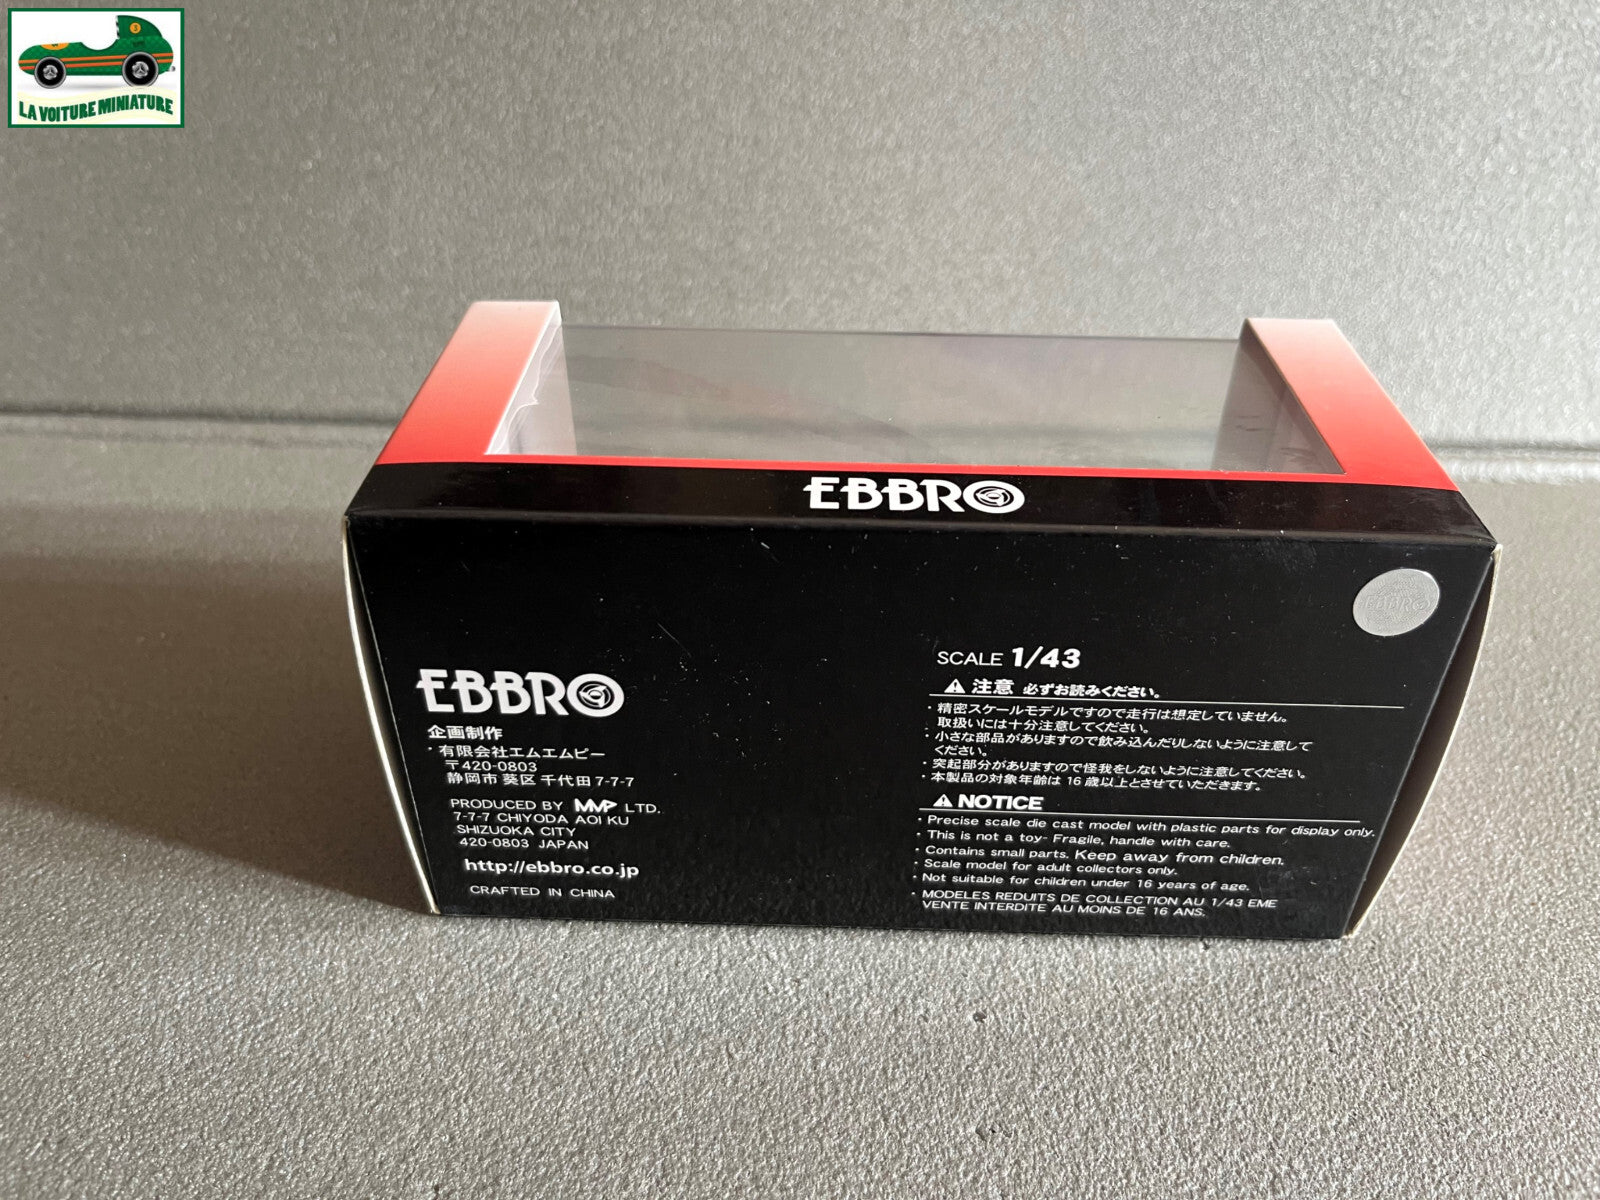 LA VOITURE MINIATURE
EBBRO
EBBRO
EBBRO
企画制作
・有限会社エムエムピー
〒420-0803
静岡市 葵区 千代田 7-7-7
PRODUCED BY MMP LTD.
7-7-7 CHIYODA AOI KU
SHIZUOKA CITY
420-0803 JAPAN
http://ebbro.co.jp
CRAFTED IN CHINA
SCALE 1/43
注意 必ずお読みください。
・精密スケールモデルですので走行は想定していません。
取扱いには十分注意してください。
・小さな部品がありますので飲み込んだりしないように注意して
ください。
・突起部分がありますので怪我をしないように注意してください。
・本製品の対象年齢は 16 歳以上とさせていただきます。
NOTICE
・Precise scale die cast model with plastic parts for display only.
・This is not a toy- Fragile, handle with care.
・Contains small parts. Keep away from children.
・Scale model for adult collectors only.
・Not suitable for children under 16 years of age.
・MODELES REDUITS DE COLLECTION AU 1/43 EME
VENTE INTERDITE AU MOINS DE 16 ANS.